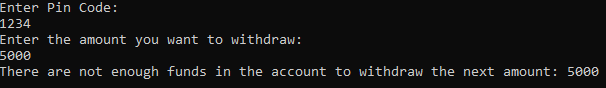 Enter Pin Code:
1234
Enter the amount you want to withdraw:
5000
There are not enough funds in the account to withdraw the next amount: 5000